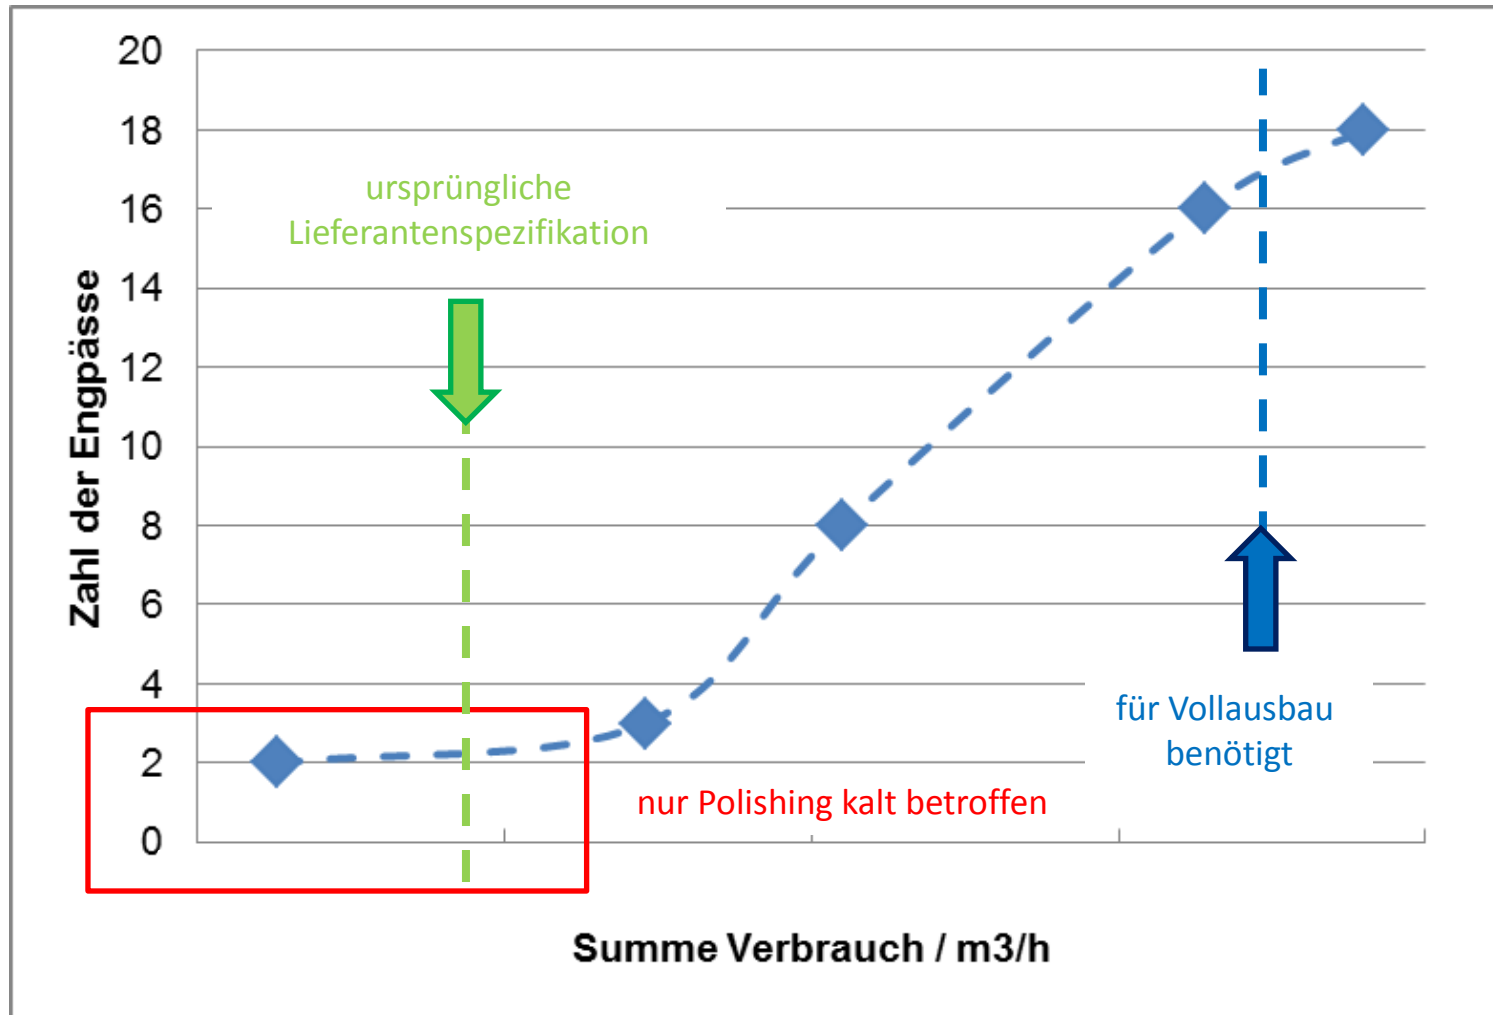 20
18
16
14
12
10
8
6
4
2
0
Zahl der Engpässe
ursprüngliche
Lieferantenspezifikation
für Vollausbau
benötigt
nur Polishing kalt betroffen
Summe Verbrauch / m3/h